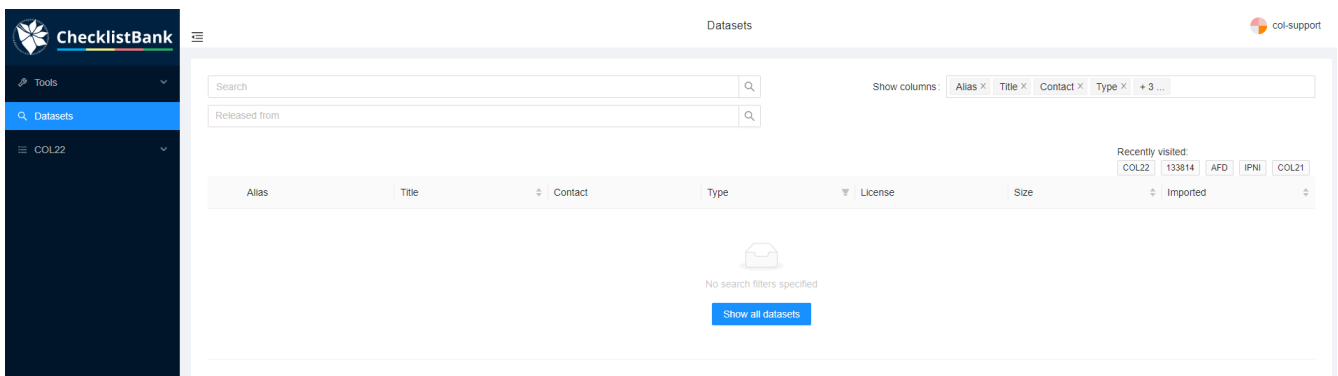 ChecklistBank
Datasets
col-support
Tools
Datasets
COL22
Search
Released from
Show columns: Alias × Title × Contact × Type × + 3 ...
Recently visited:
COL22 133814 AFD IPNI COL21
Alias Title Contact Type License Size Imported
No search filters specified
Show all datasets